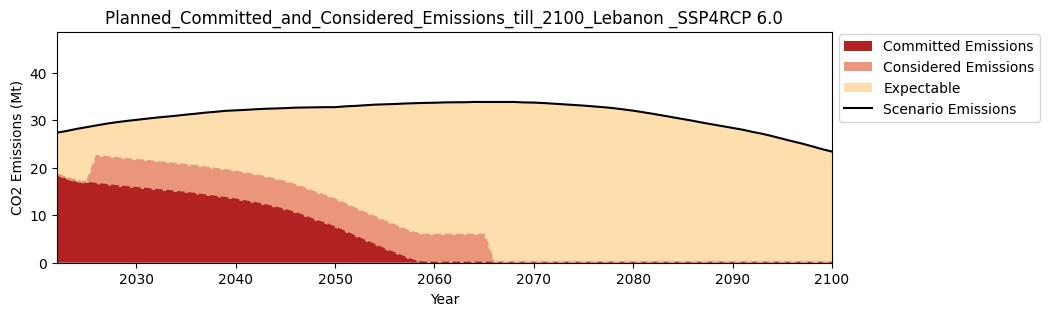 Planned_Committed_and_Considered_Emissions_till_2100_Lebanon _SSP4RCP 6.0
CO2 Emissions (Mt)
40
30
20
10
0
2030 2040 2050 2060 2070 2080 2090 2100
Year
Committed Emissions
Considered Emissions
Expectable
Scenario Emissions